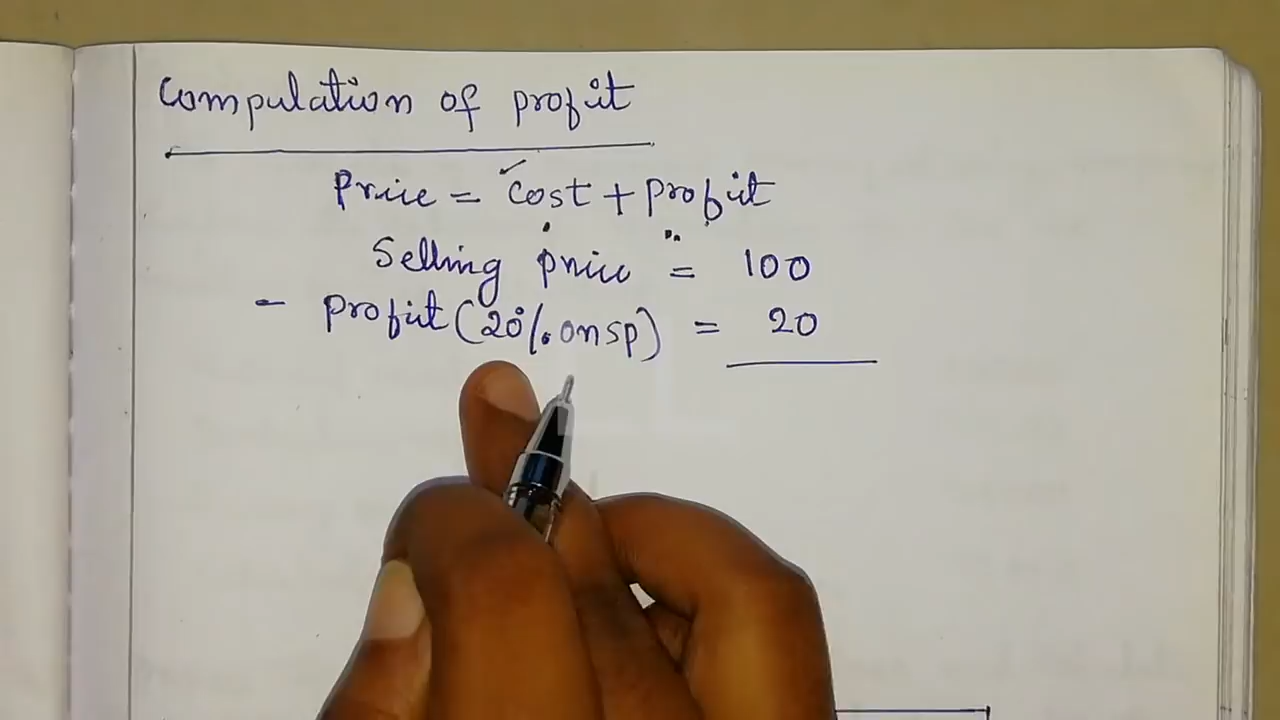 Compulation of profit
Price = cost + profit
Selling price = 100
- profit (20% on sp) = 20